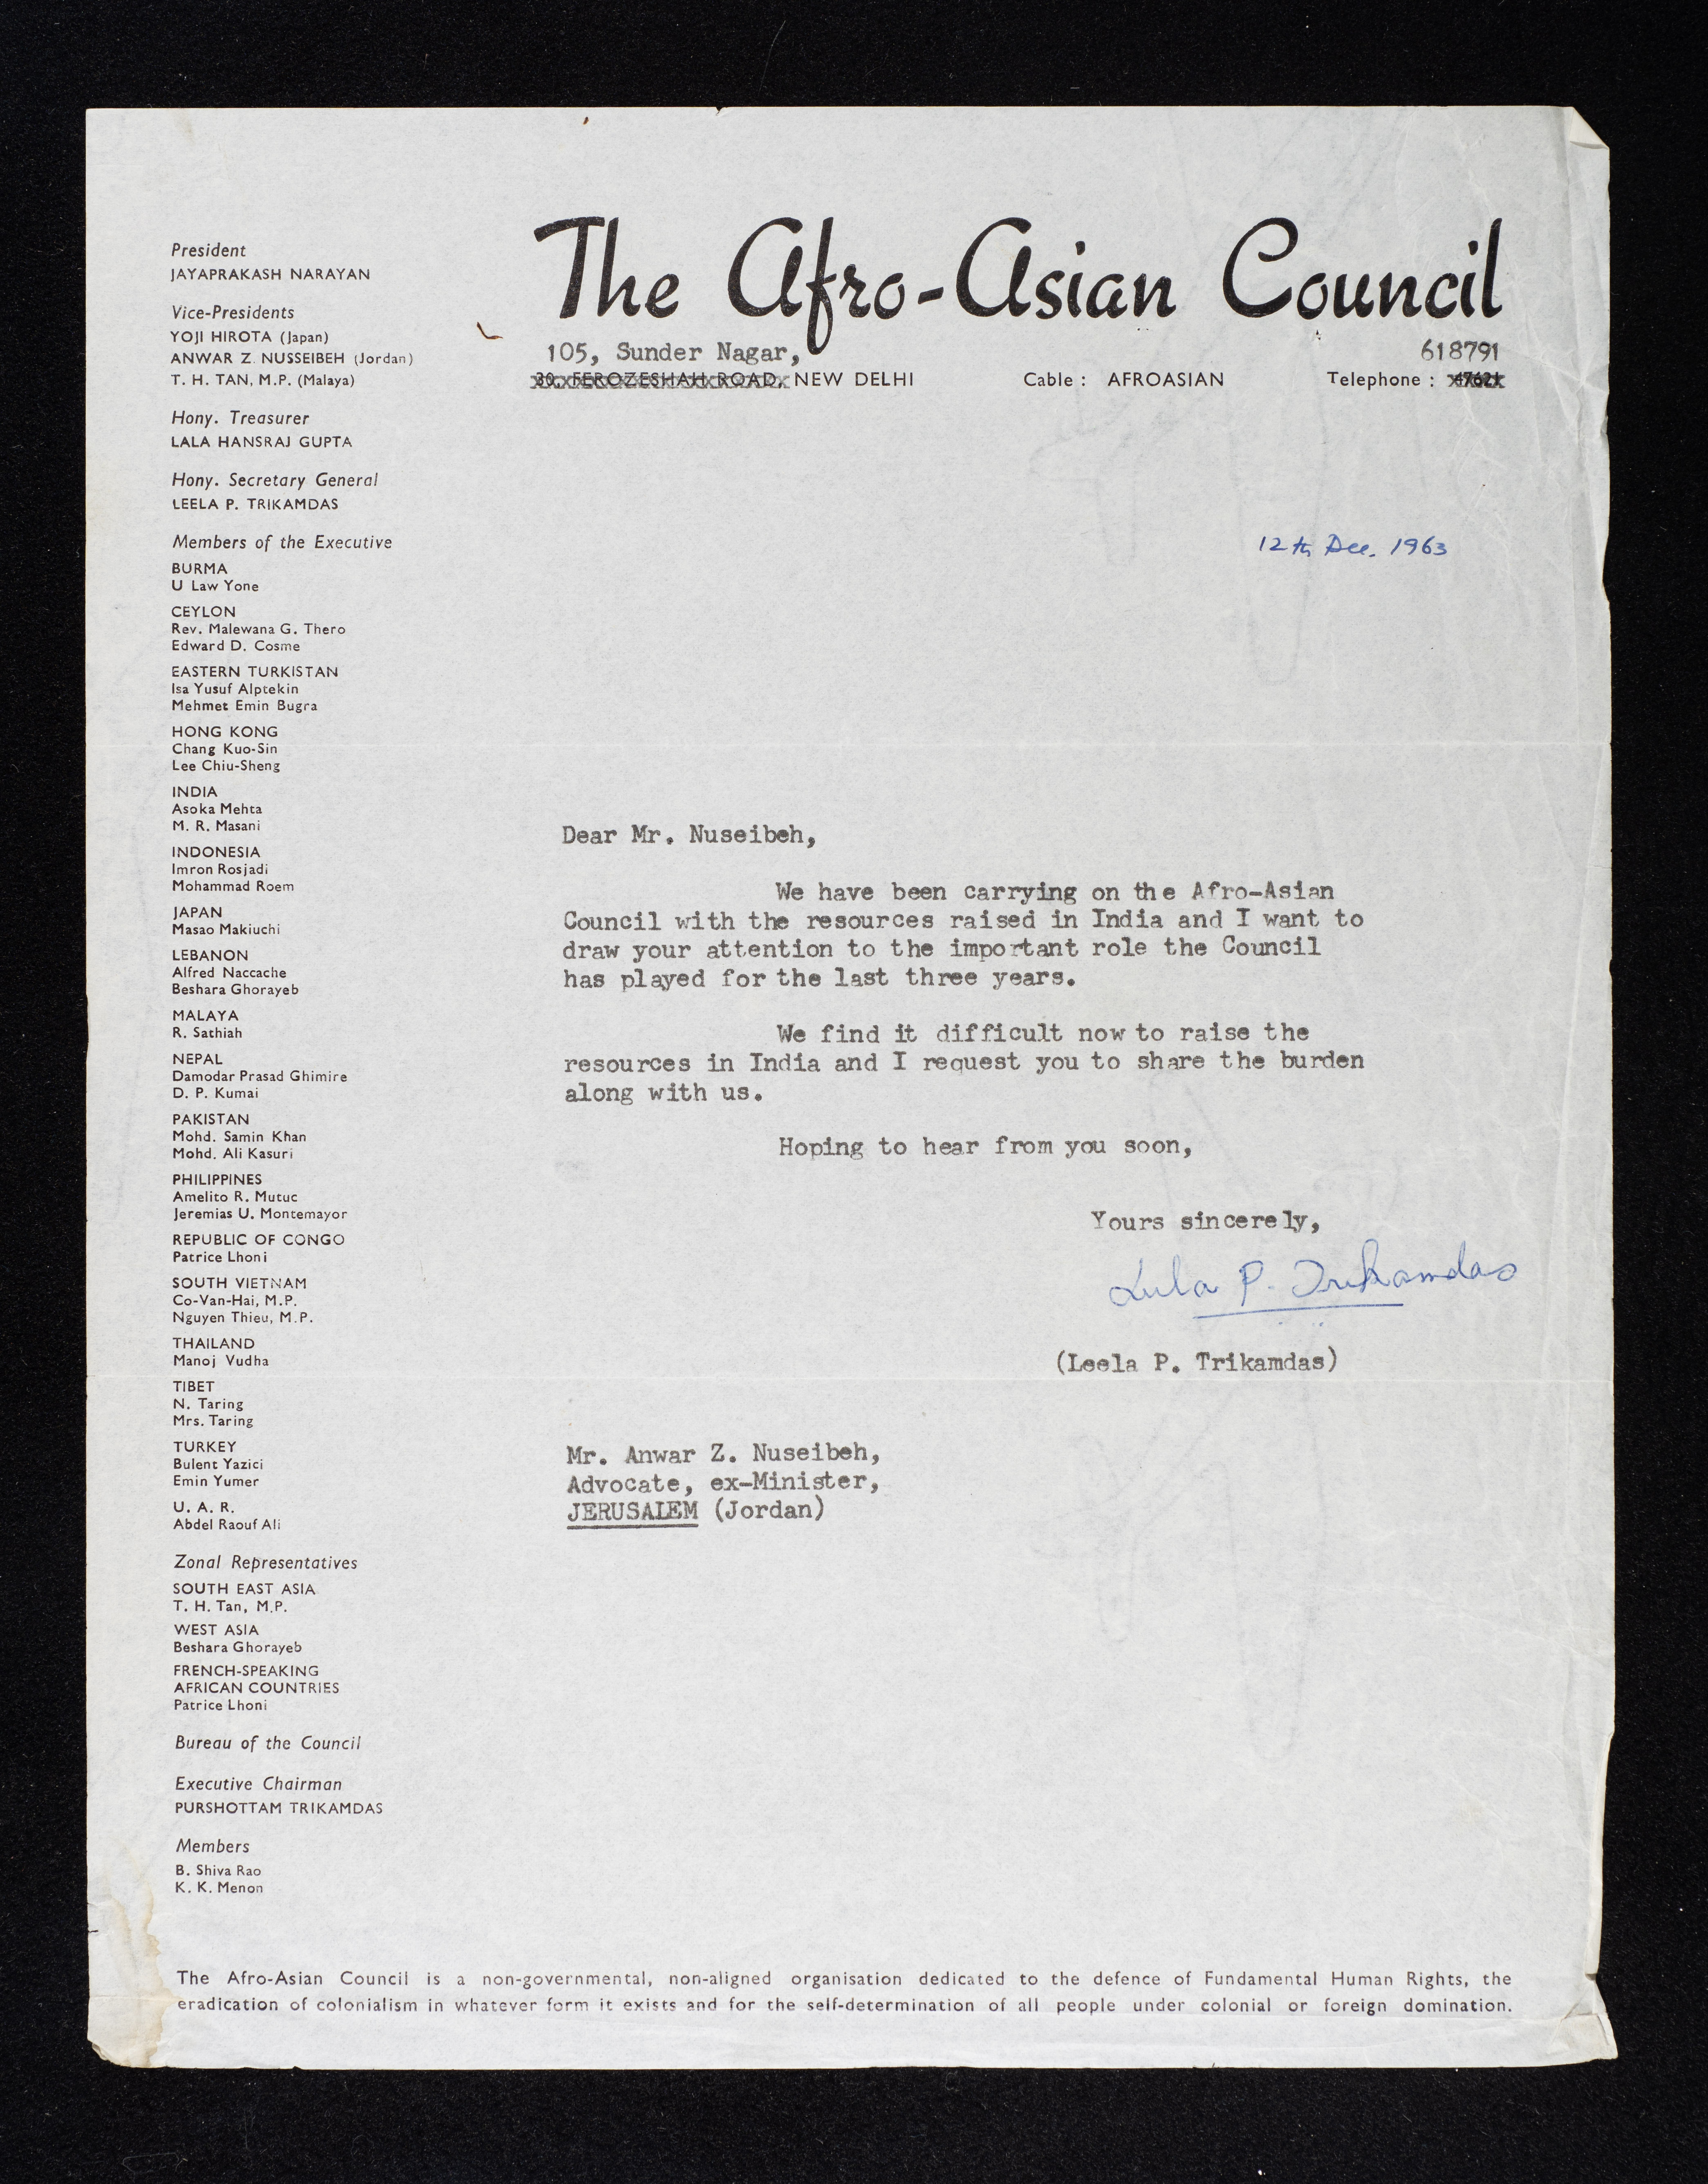 The Afro-Asian Council
105, Sunder Nagar,
618791
30, FEROZESHAH ROAD, NEW DELHI
Cable : AFROASIAN
Telephone : 47621
President
JAYAPRAKASH NARAYAN
Vice-Presidents
YOJI HIROTA (Japan)
ANWAR Z. NUSSEIBEH (Jordan)
T. H. TAN, M.P. (Malaya)
Hony. Treasurer
LALA HANSRAJ GUPTA
Hony. Secretary General
LEELA P. TRIKAMDAS
Members of the Executive
BURMA
U Law Yone
CEYLON
Rev. Malewana G. Thero
Edward D. Cosme
EASTERN TURKISTAN
Isa Yusuf Alptekin
Mehmet Emin Bugra
HONG KONG
Chang Kuo-Sin
Lee Chiu-Sheng
INDIA
Asoka Mehta
M. R. Masani
INDONESIA
Imron Rosjadi
Mohammad Roem
JAPAN
Masao Makiuchi
LEBANON
Alfred Naccache
Beshara Ghorayeb
MALAYA
R. Sathiah
NEPAL
Damodar Prasad Ghimire
D. P. Kumai
PAKISTAN
Mohd. Samin Khan
Mohd. Ali Kasuri
PHILIPPINES
Amelito R. Mutuc
Jeremias U. Montemayor
REPUBLIC OF CONGO
Patrice Lhoni
SOUTH VIETNAM
Co-Van-Hai, M.P.
Nguyen Thieu, M.P.
THAILAND
Manoj Vudha
TIBET
N. Taring
Mrs. Taring
TURKEY
Bulent Yazici
Emin Yumer
U. A. R.
Abdel Raouf Ali
Zonal Representatives
SOUTH EAST ASIA
T. H. Tan, M.P.
WEST ASIA
Beshara Ghorayeb
FRENCH-SPEAKING
AFRICAN COUNTRIES
Patrice Lhoni
Bureau of the Council
Executive Chairman
PURSHOTTAM TRIKAMDAS
Members
B. Shiva Rao
K. K. Menon
12th Dec. 1963
Dear Mr. Nuseibeh,
We have been carrying on the Afro-Asian
Council with the resources raised in India and I want to
draw your attention to the important role the Council
has played for the last three years.
We find it difficult now to raise the
resources in India and I request you to share the burden
along with us.
Hoping to hear from you soon,
Yours sincerely,
Leela P. Trikamdas
(Leela P. Trikamdas)
Mr. Anwar Z. Nuseibeh,
Advocate, ex-Minister,
JERUSALEM (Jordan)
The Afro-Asian Council is a non-governmental, non-aligned organisation dedicated to the defence of Fundamental Human Rights, the
eradication of colonialism in whatever form it exists and for the self-determination of all people under colonial or foreign domination.